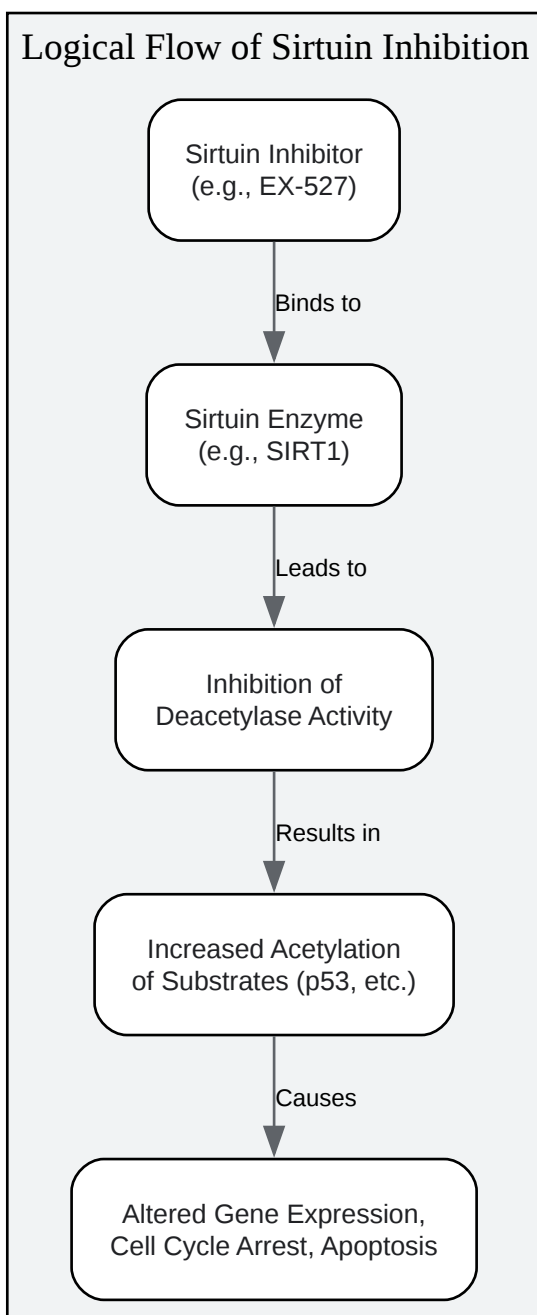 Logical Flow of Sirtuin Inhibition
Sirtuin Inhibitor
(e.g., EX-527)
Binds to
Sirtuin Enzyme
(e.g., SIRT1)
Leads to
Inhibition of
Deacetylase Activity
Results in
Increased Acetylation
of Substrates (p53, etc.)
Causes
Altered Gene Expression,
Cell Cycle Arrest, Apoptosis